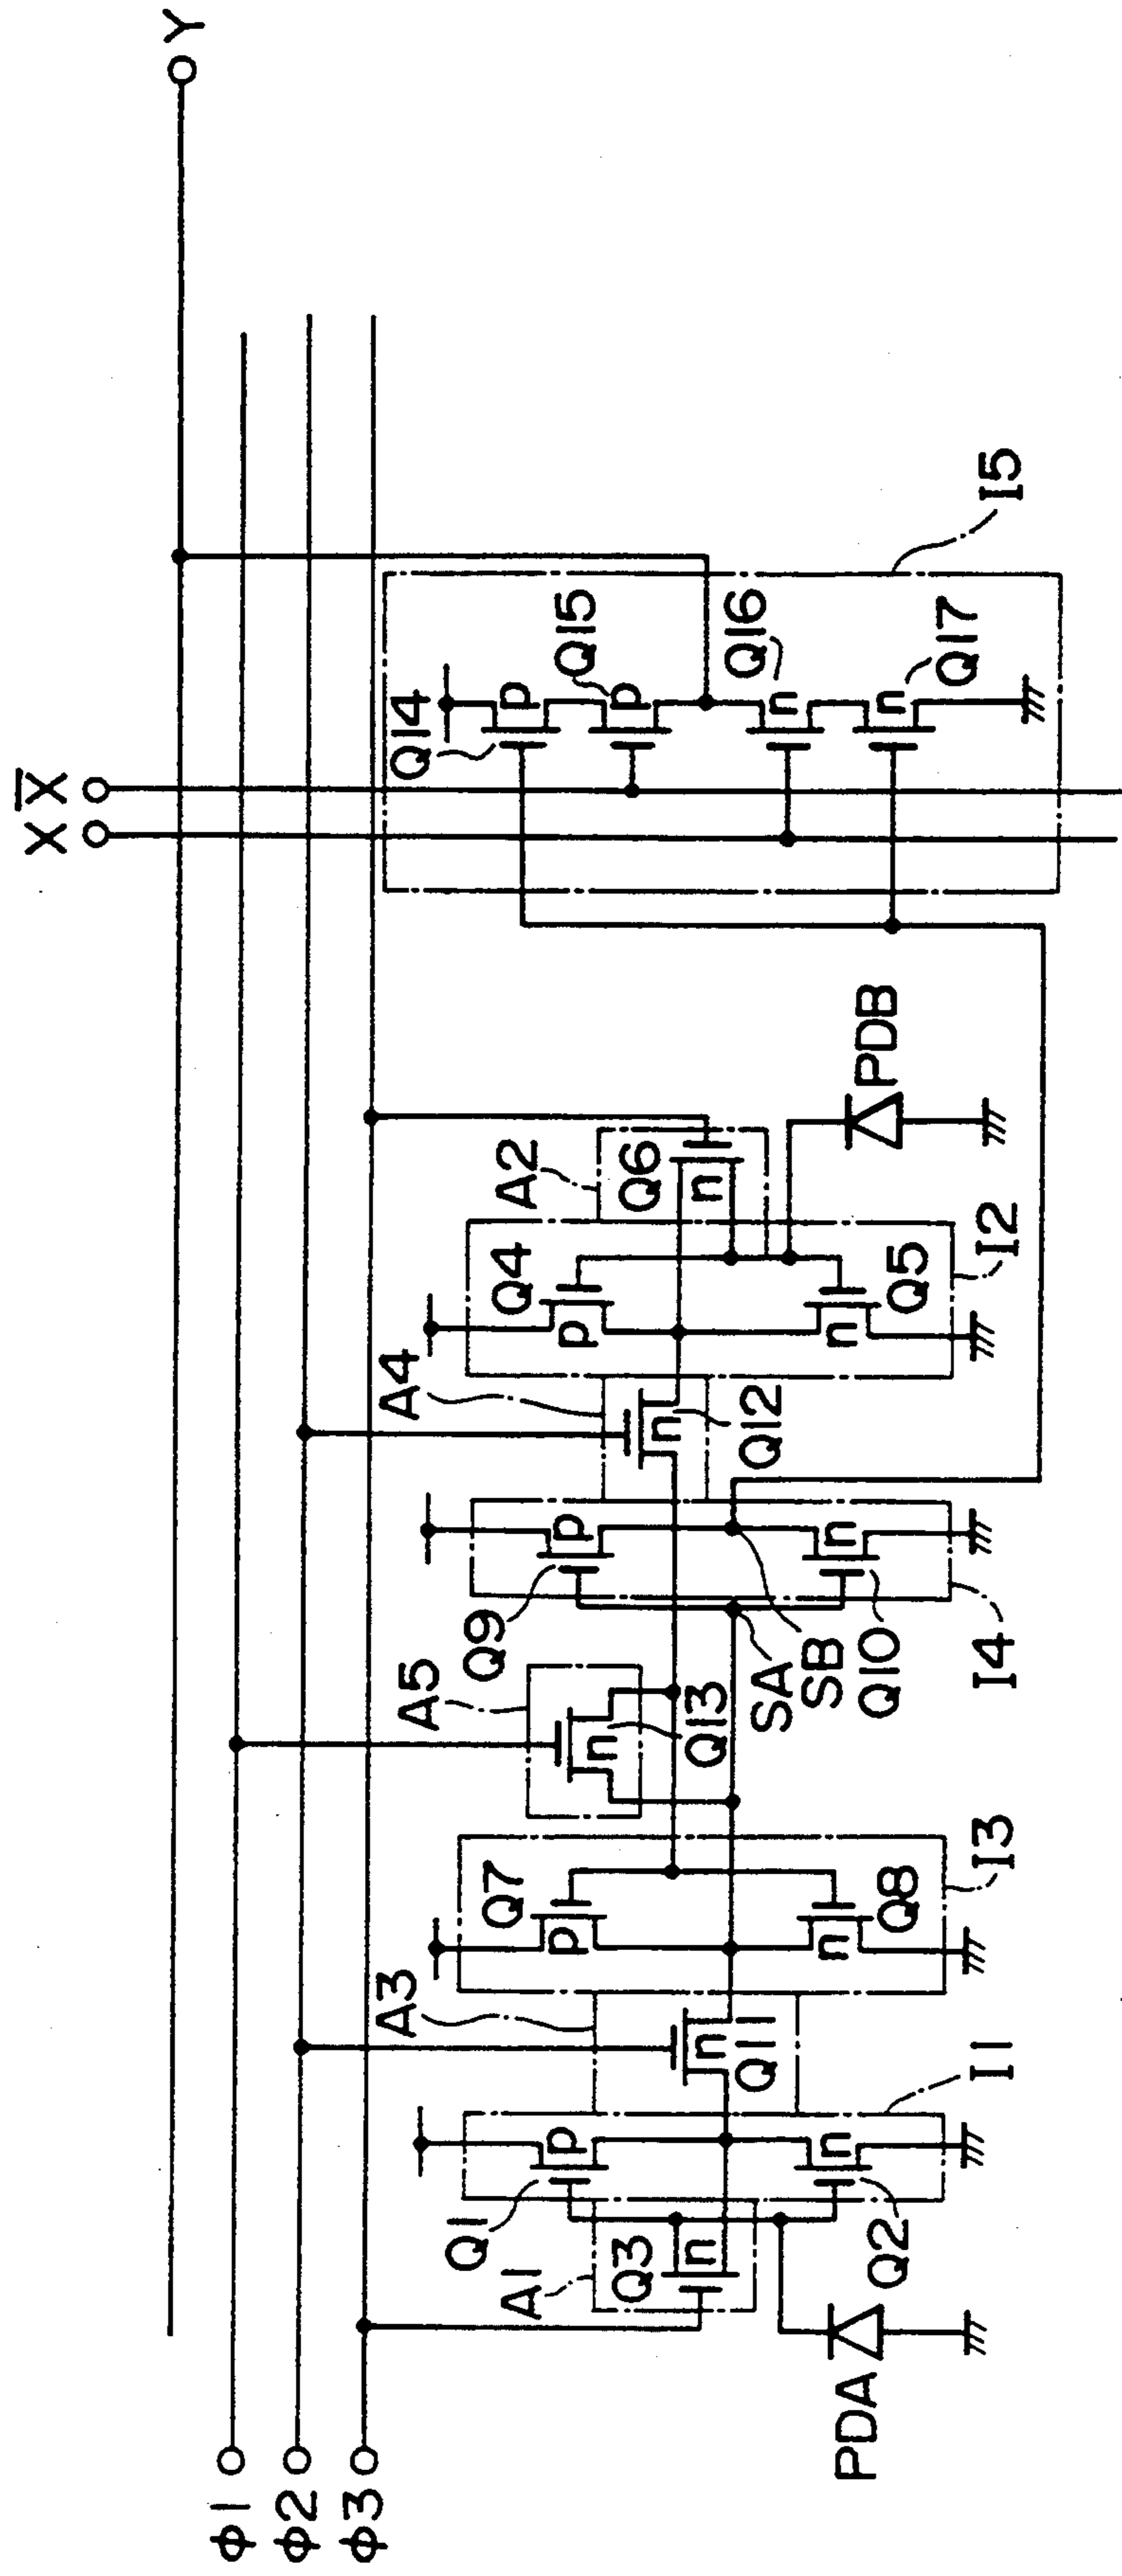 Y
X X̅
φ1
φ2
φ3
A1
A2
A3
A4
A5
Q1
p
Q2
n
Q3
n
Q4
p
Q5
n
Q6
n
Q7
p
Q8
n
Q9
p
Q10
n
Q11
n
Q12
n
Q13
n
Q14
p
Q15
p
Q16
n
Q17
n
SA
SB
I1
I2
I3
I4
I5
PDA
PDB